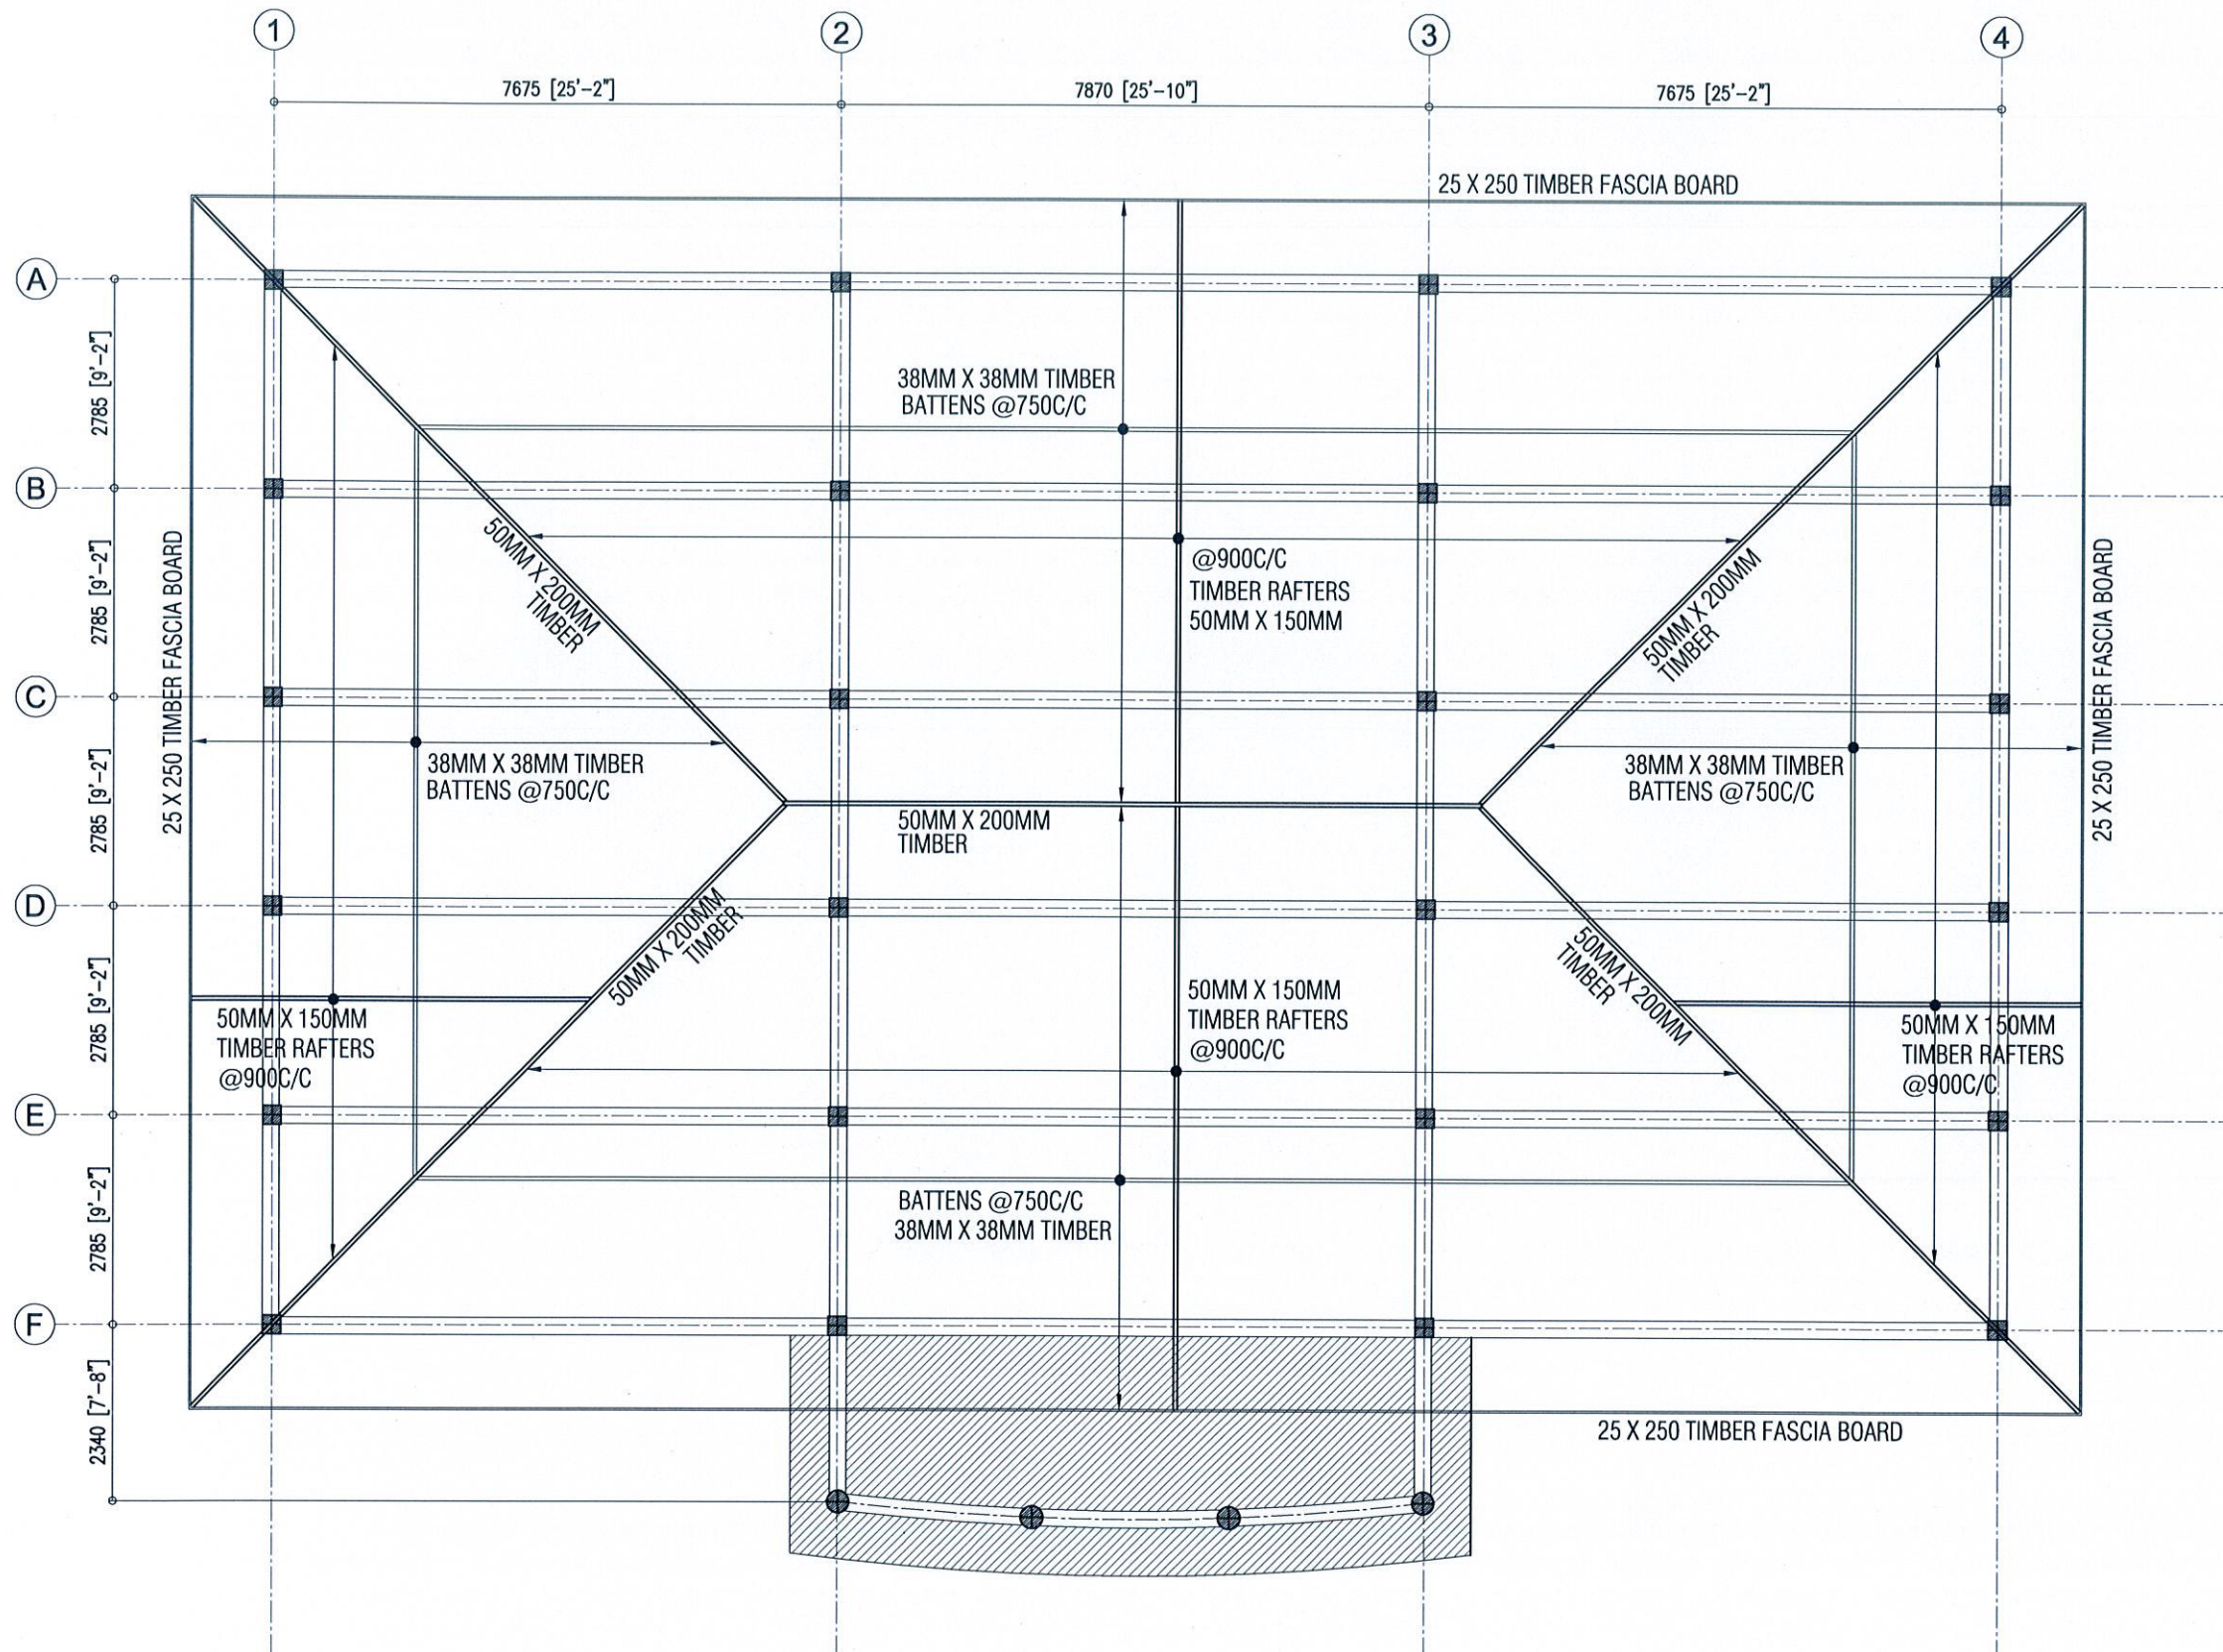 1
2
3
4
7675 [25'-2"]
7870 [25'-10"]
7675 [25'-2"]
25 X 250 TIMBER FASCIA BOARD
A
2785 [9'-2"]
38MM X 38MM TIMBER
BATTENS @750C/C
B
50MM X 200MM
TIMBER
@900C/C
TIMBER RAFTERS
50MM X 150MM
50MM X 200MM
TIMBER
2785 [9'-2"]
25 X 250 TIMBER FASCIA BOARD
25 X 250 TIMBER FASCIA BOARD
C
38MM X 38MM TIMBER
BATTENS @750C/C
38MM X 38MM TIMBER
BATTENS @750C/C
2785 [9'-2"]
50MM X 200MM
TIMBER
D
50MM X 200MM
TIMBER
50MM X 200MM
TIMBER
2785 [9'-2"]
50MM X 150MM
TIMBER RAFTERS
@900C/C
50MM X 150MM
TIMBER RAFTERS
@900C/C
50MM X 150MM
TIMBER RAFTERS
@900C/C
E
2785 [9'-2"]
BATTENS @750C/C
38MM X 38MM TIMBER
F
2340 [7'-8"]
25 X 250 TIMBER FASCIA BOARD